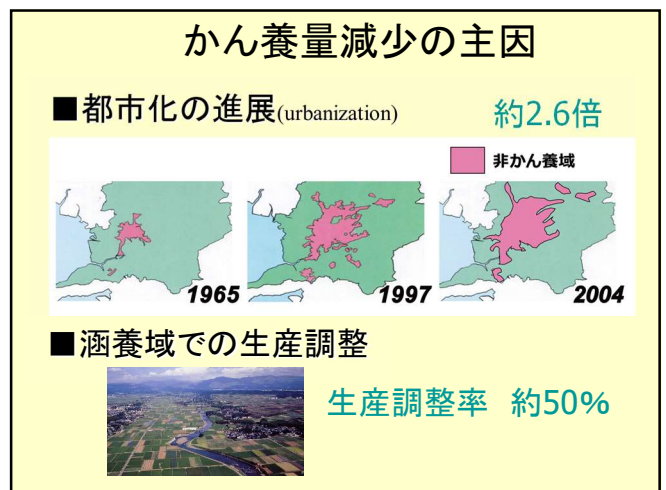 かん養量減少の主因
■都市化の進展(urbanization) 約2.6倍
非かん養域
1965 1997 2004
■涵養域での生産調整
生産調整率 約50%